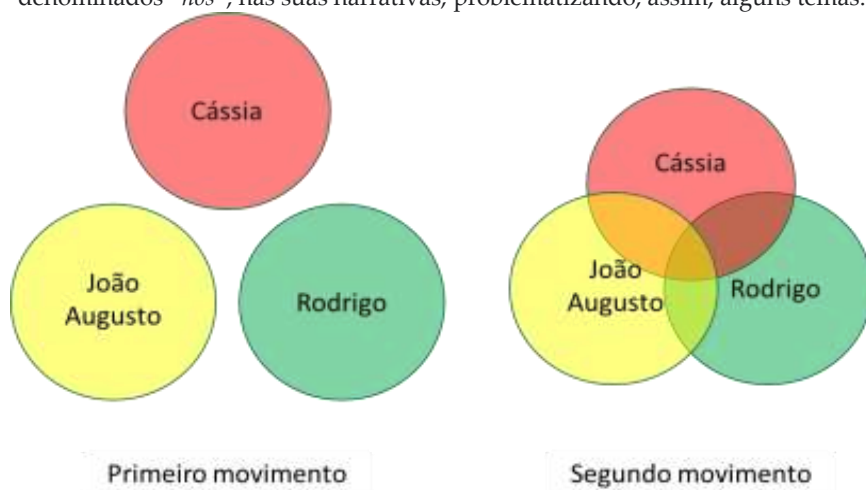 denominados "nós", nas suas narrativas, problematizando, assim, alguns temas.
Cássia
João
Augusto
Rodrigo
Primeiro movimento
Cássia
João
Augusto
Rodrigo
Segundo movimento